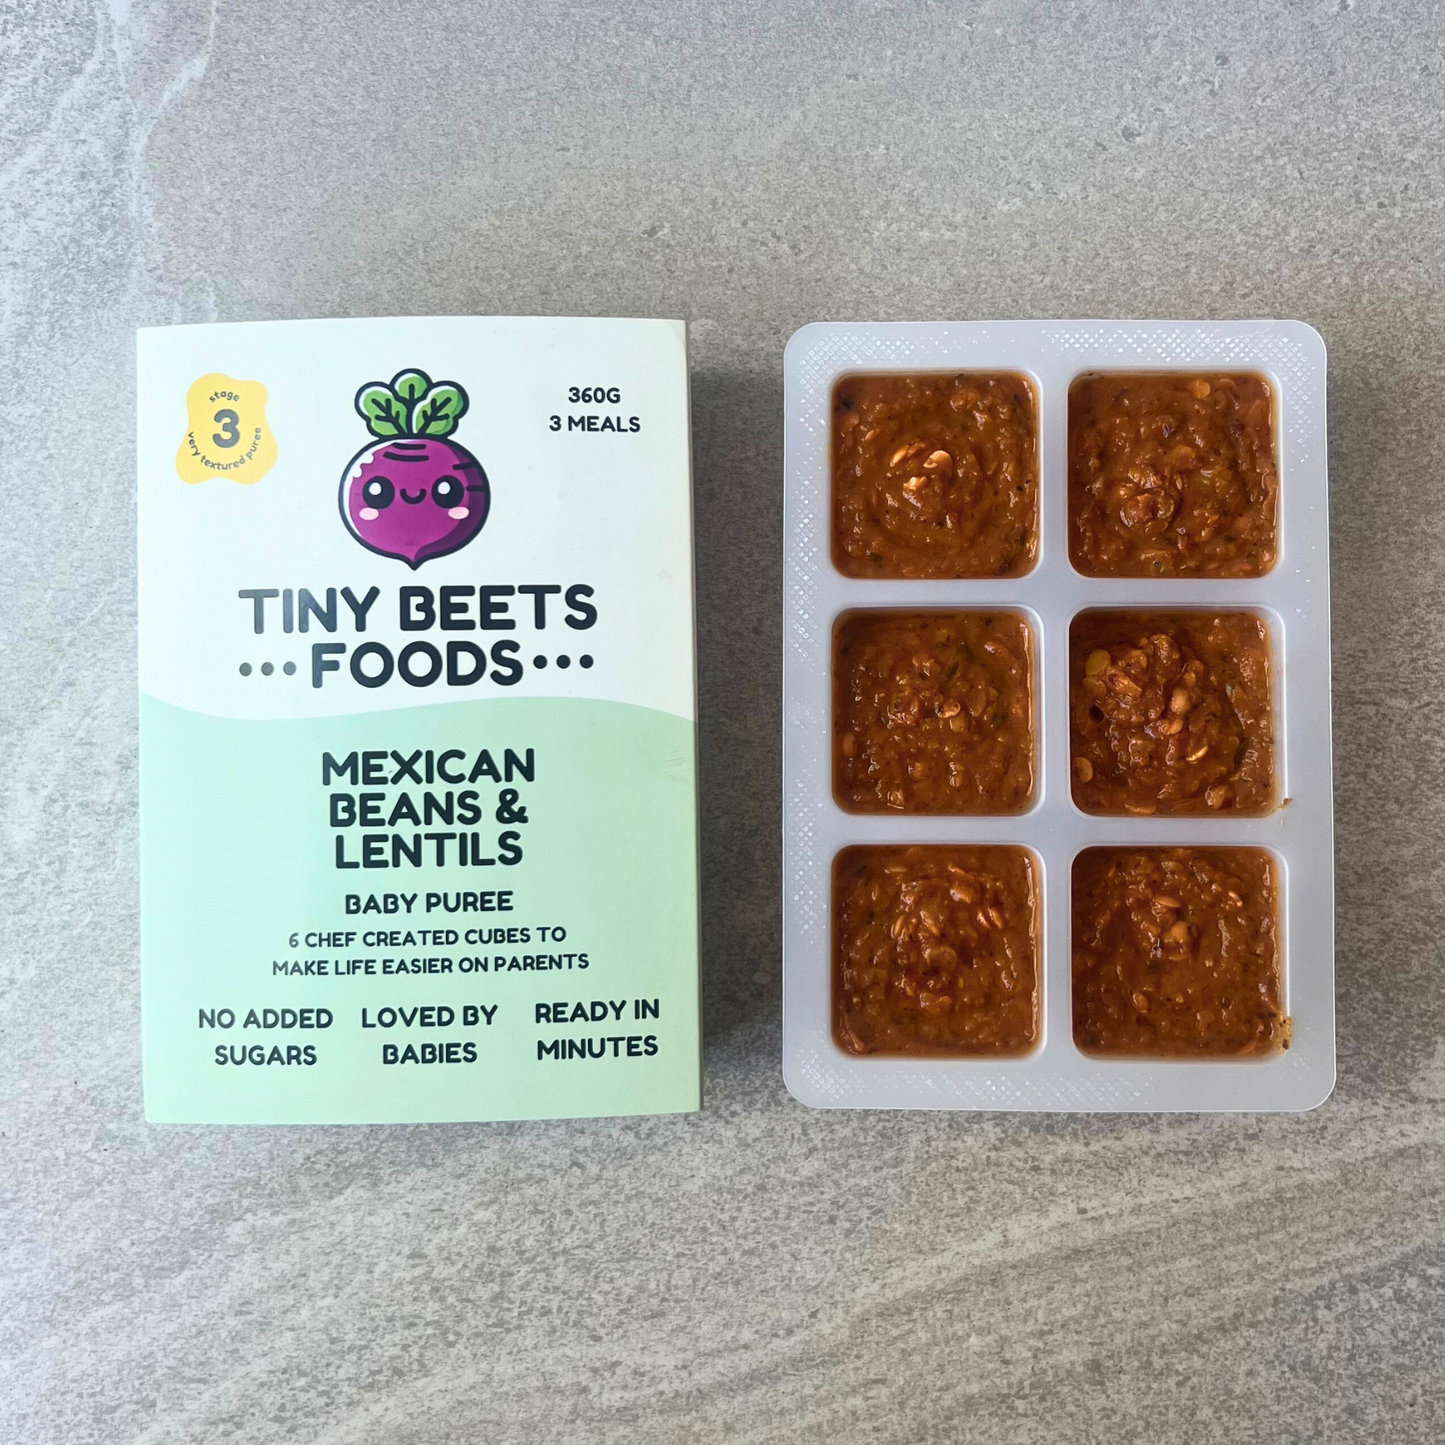 stage
3
very textured puree
360G
3 MEALS
TINY BEETS
•••FOODS•••
MEXICAN
BEANS &
LENTILS
BABY PUREE
6 CHEF CREATED CUBES TO
MAKE LIFE EASIER ON PARENTS
NO ADDED
SUGARS
LOVED BY
BABIES
READY IN
MINUTES